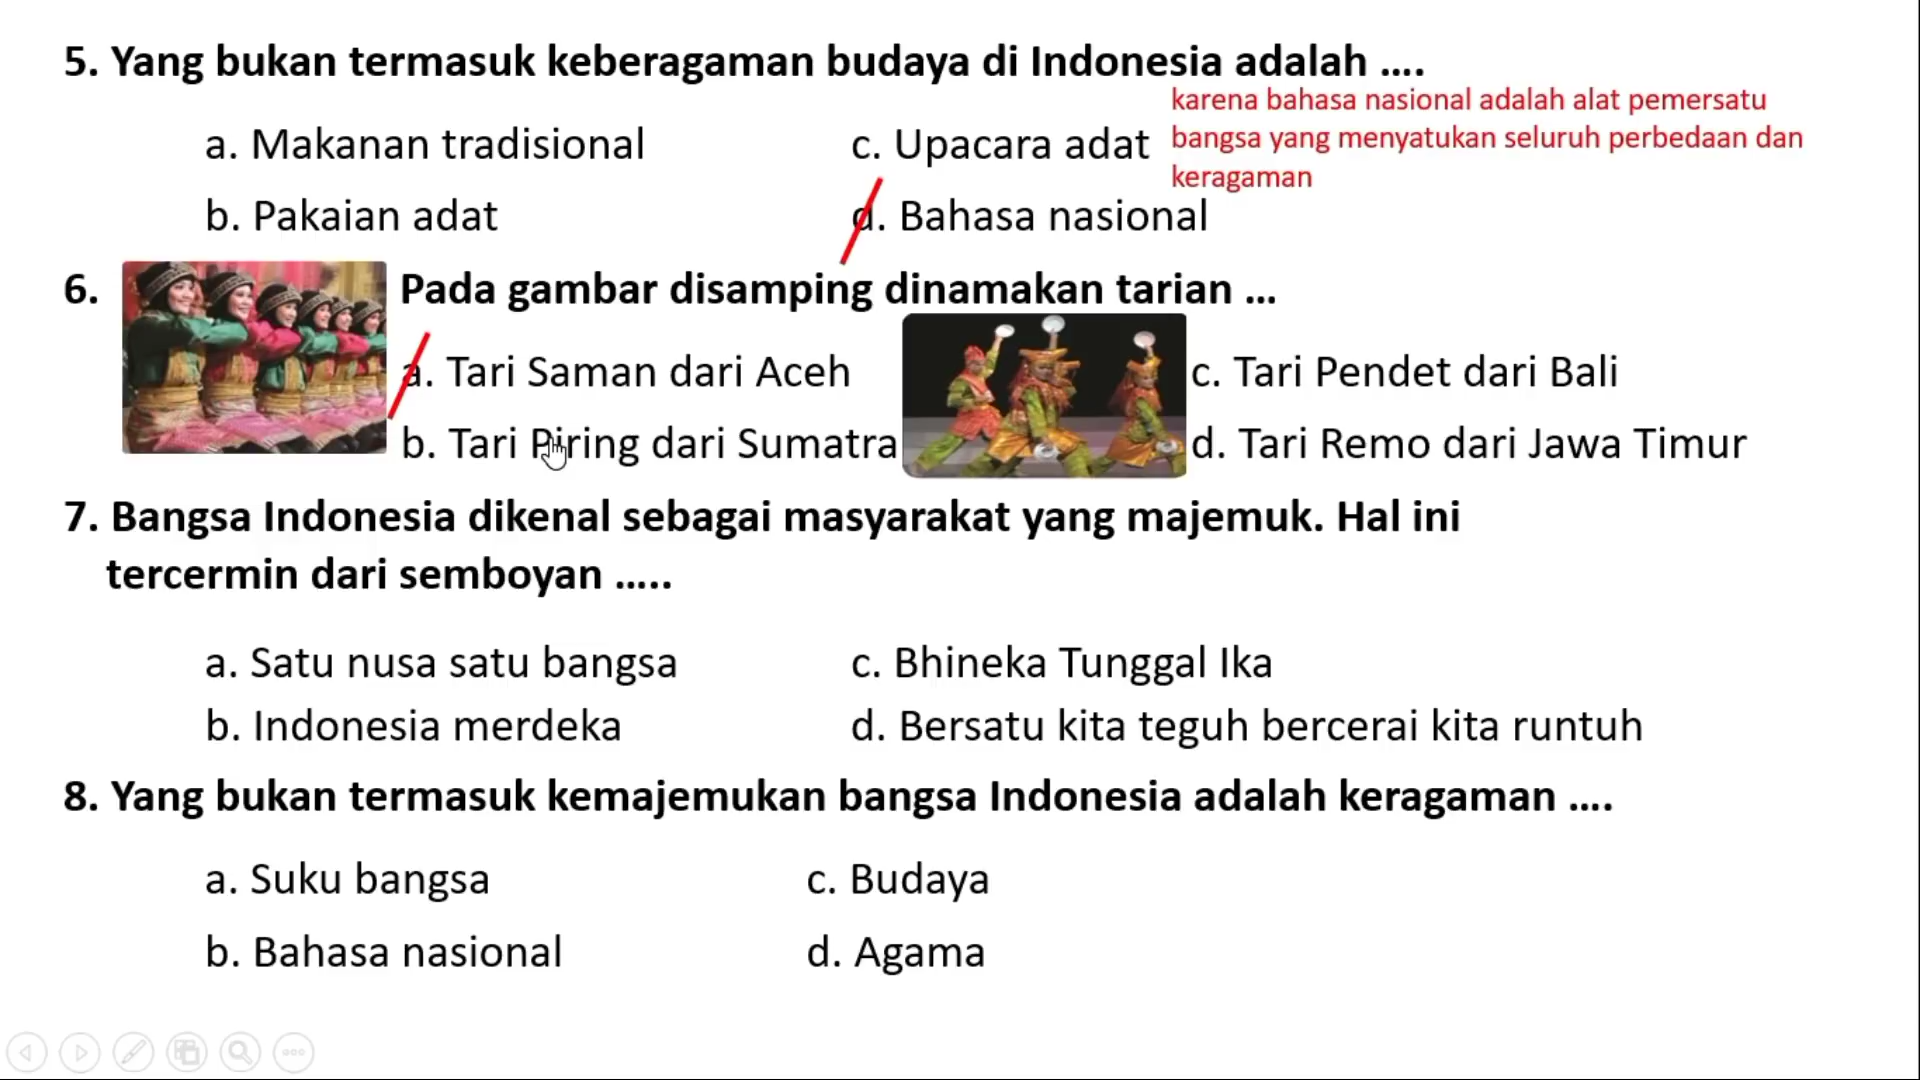 5. Yang bukan termasuk keberagaman budaya di Indonesia adalah ....
karena bahasa nasional adalah alat pemersatu
bangsa yang menyatukan seluruh perbedaan dan
keragaman
a. Makanan tradisional
c. Upacara adat
b. Pakaian adat
d. Bahasa nasional
6. Pada gambar disamping dinamakan tarian ...
a. Tari Saman dari Aceh
c. Tari Pendet dari Bali
b. Tari Piring dari Sumatra
d. Tari Remo dari Jawa Timur
7. Bangsa Indonesia dikenal sebagai masyarakat yang majemuk. Hal ini
tercermin dari semboyan .....
a. Satu nusa satu bangsa
c. Bhineka Tunggal Ika
b. Indonesia merdeka
d. Bersatu kita teguh bercerai kita runtuh
8. Yang bukan termasuk kemajemukan bangsa Indonesia adalah keragaman ....
a. Suku bangsa
c. Budaya
b. Bahasa nasional
d. Agama